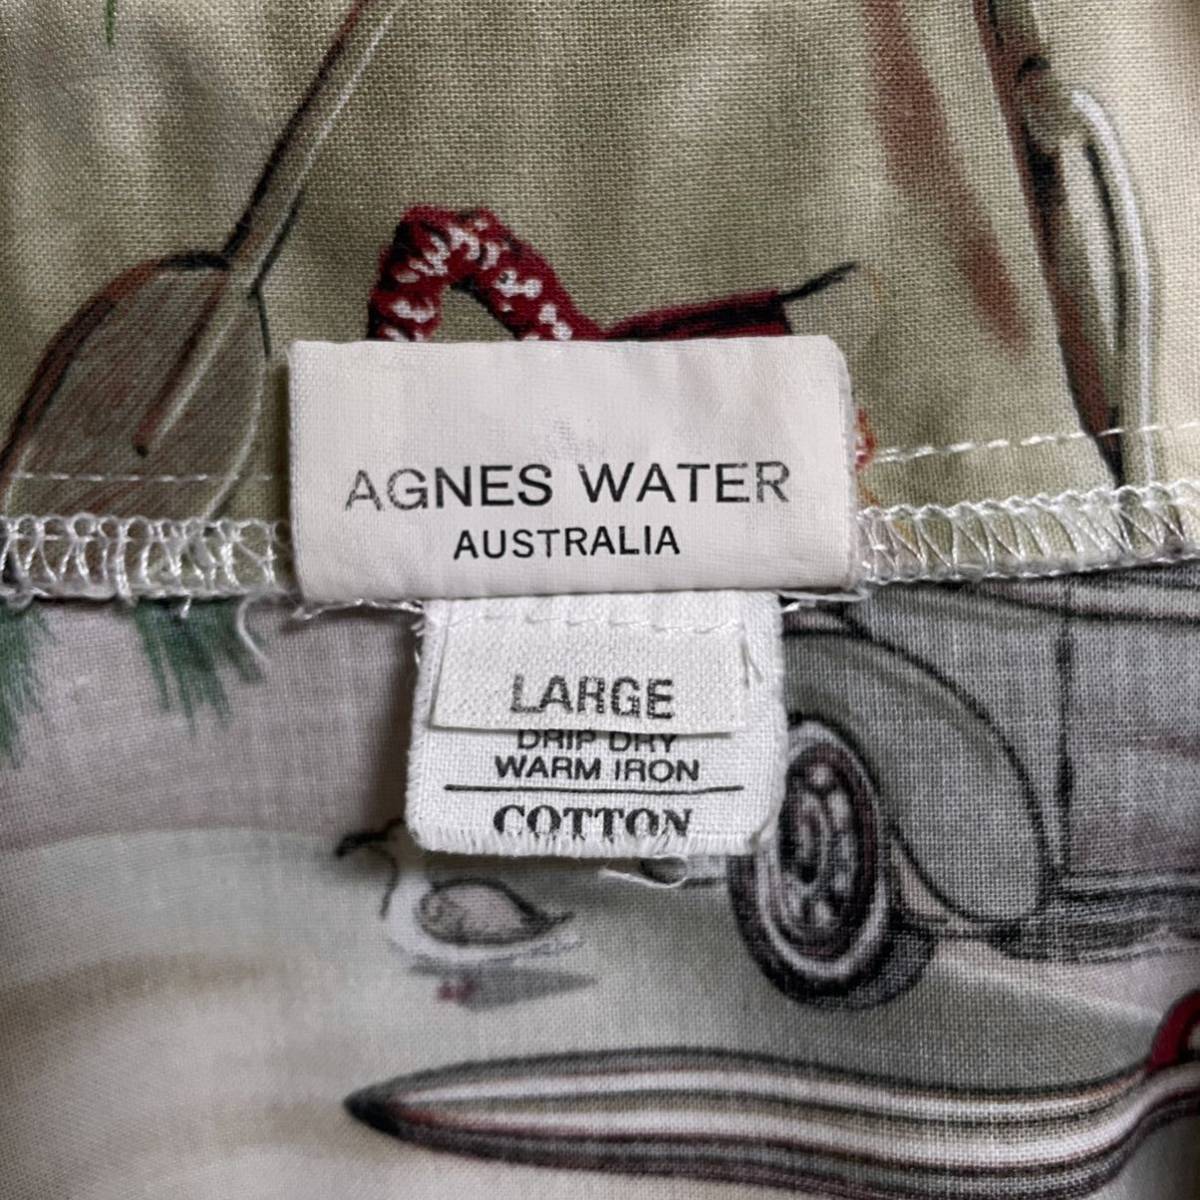 AGNES WATER
AUSTRALIA
LARGE
DRIP DRY
WARM IRON
COTTON